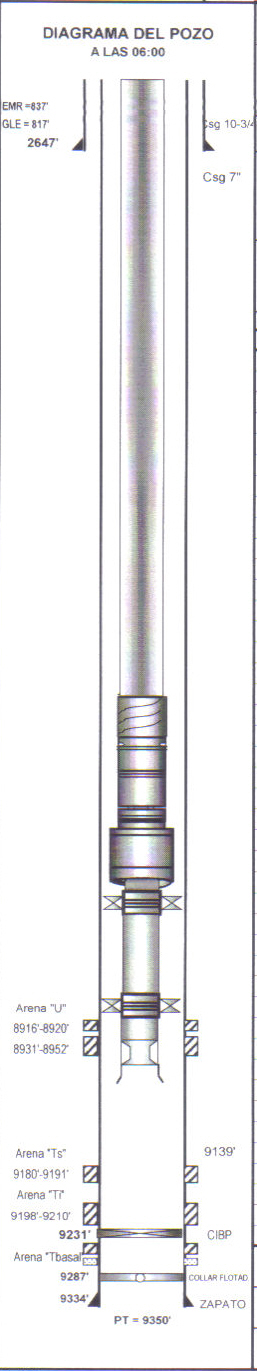 DIAGRAMA DEL POZO
A LAS 06:00
EMR =837'
GLE = 817'
2647'
Csg 10-3/4
Csg 7"
Arena "U"
8916'-8920'
8931'-8952'
Arena "Ts"
9180'-9191'
9139'
Arena "Ti"
9198'-9210'
9231'
CIBP
Arena "Tbasal
9287'
COLLAR FLOTAD.
9334'
ZAPATO
PT = 9350'